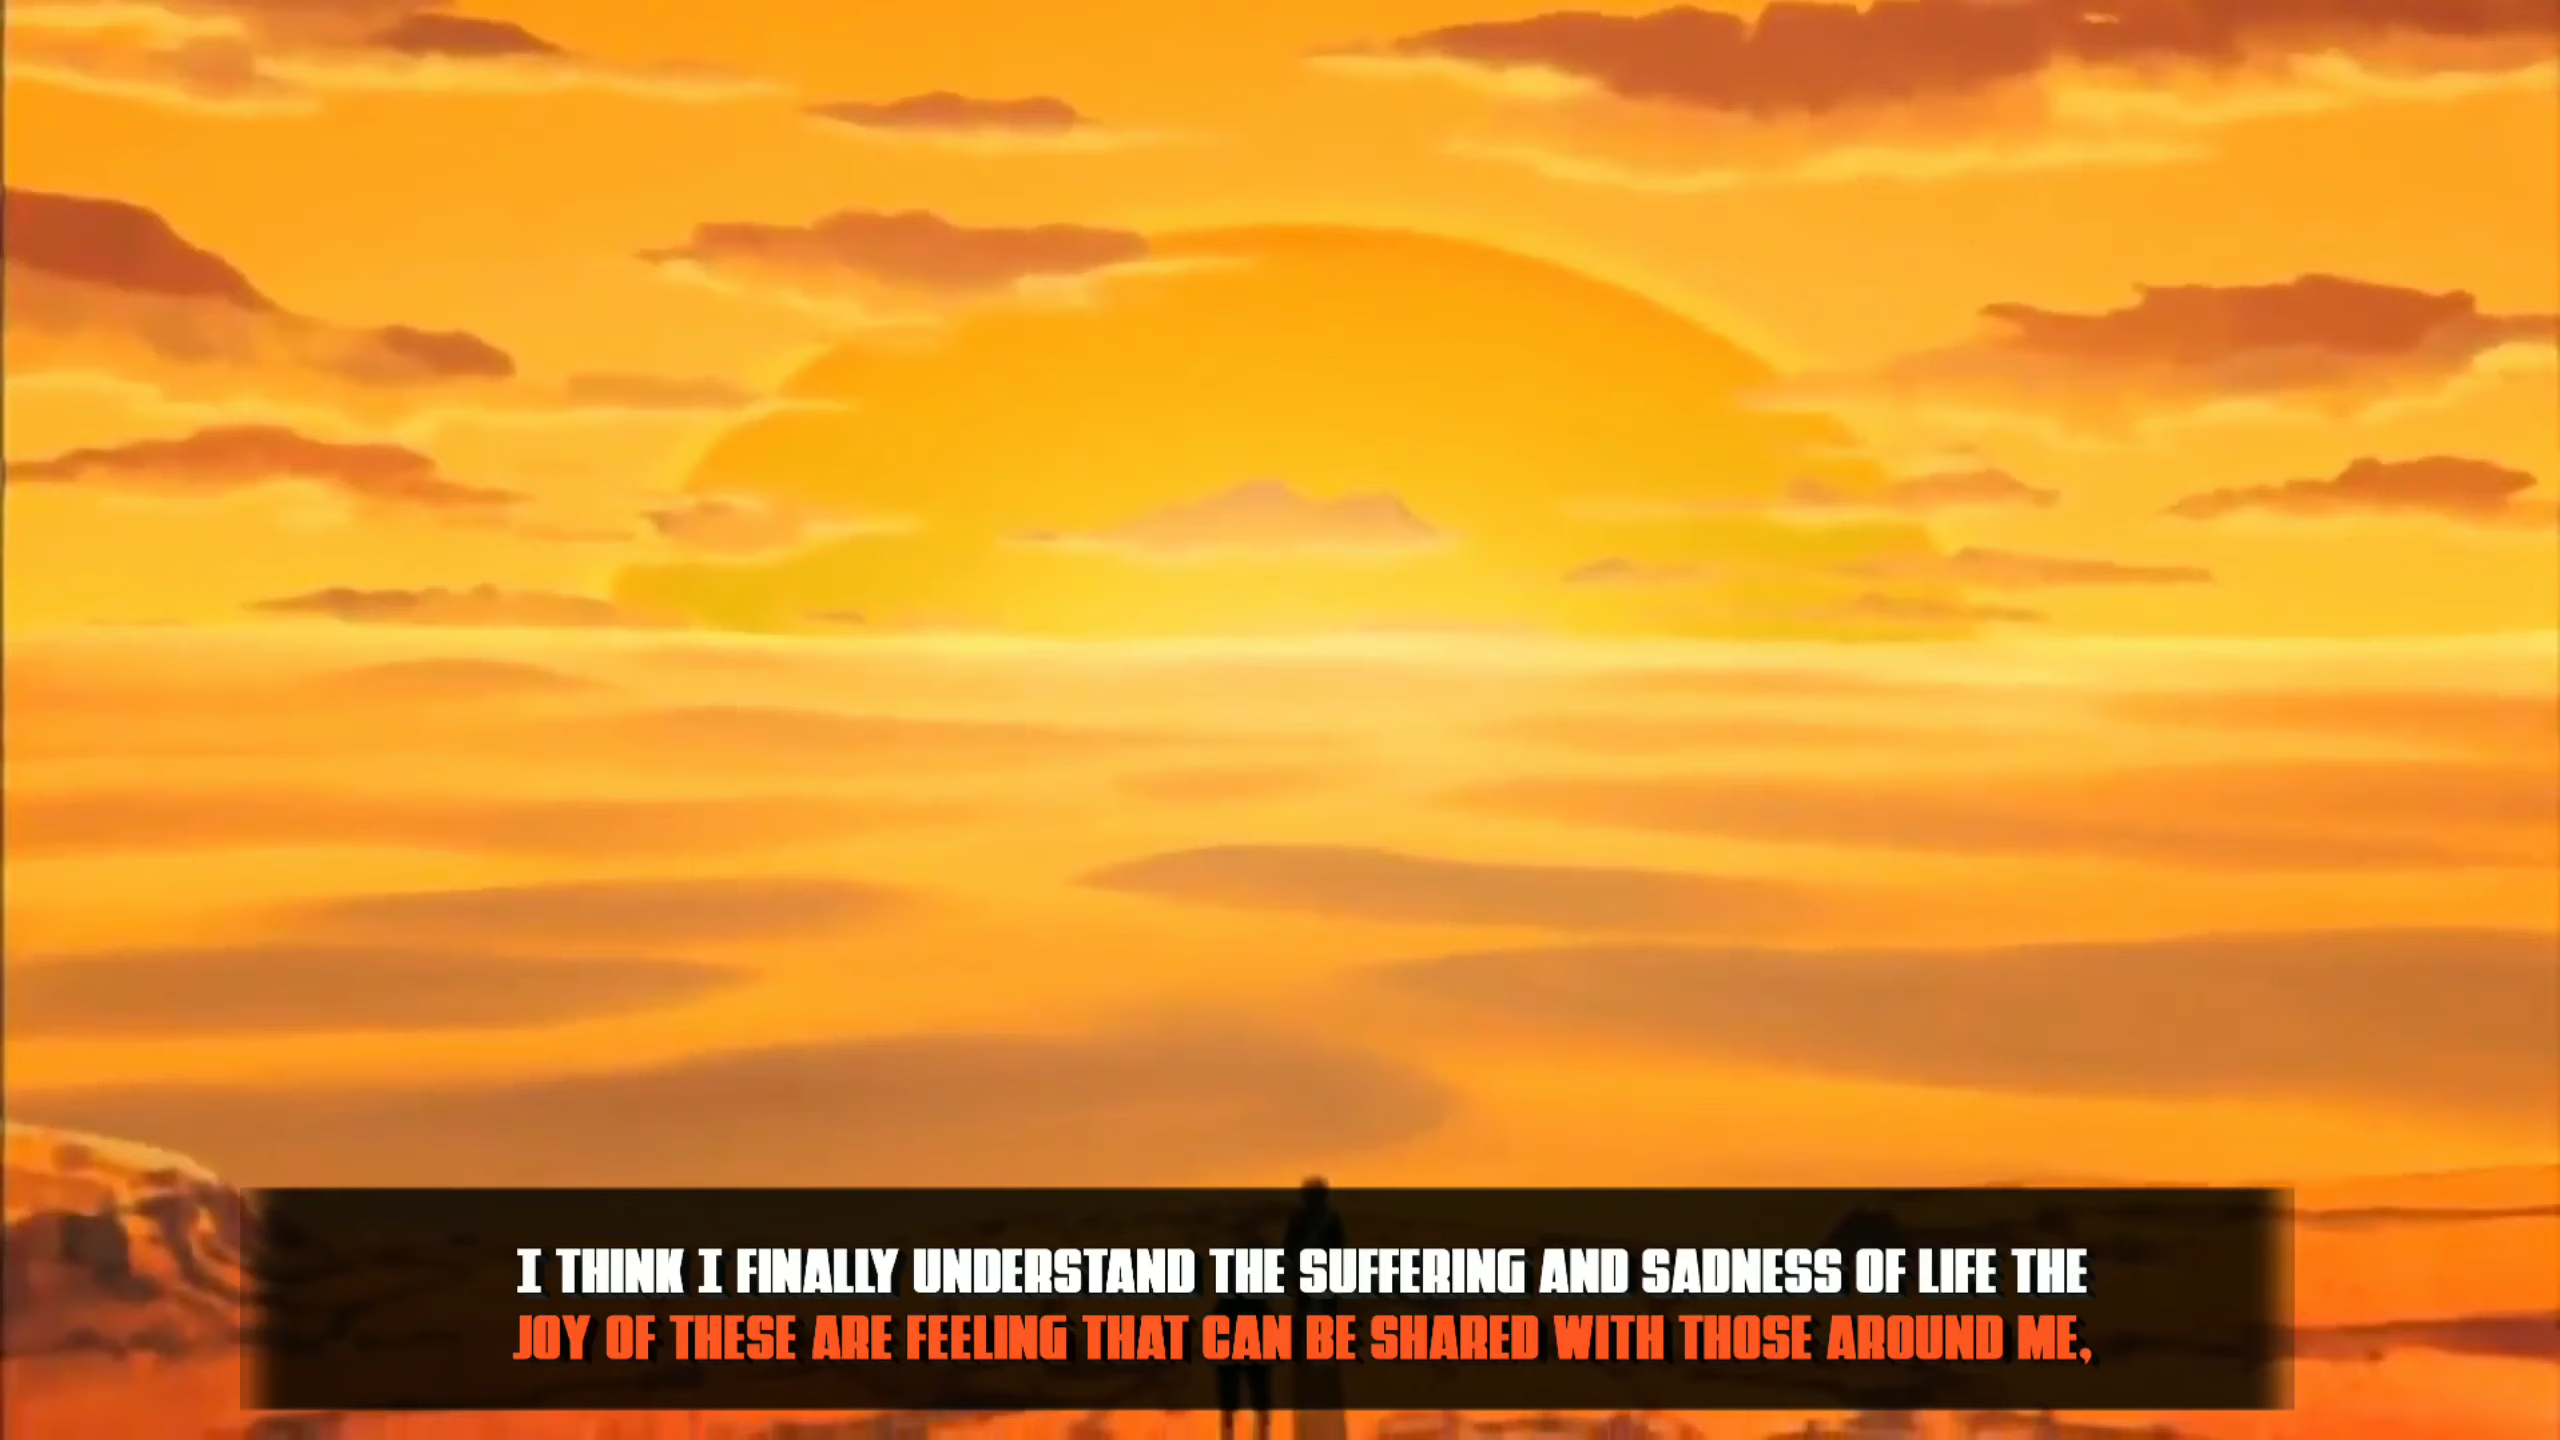 I THINK I FINALLY UNDERSTAND THE SUFFERING AND SADNESS OF LIFE THE
JOY OF THESE ARE FEELING THAT CAN BE SHARED WITH THOSE AROUND ME,